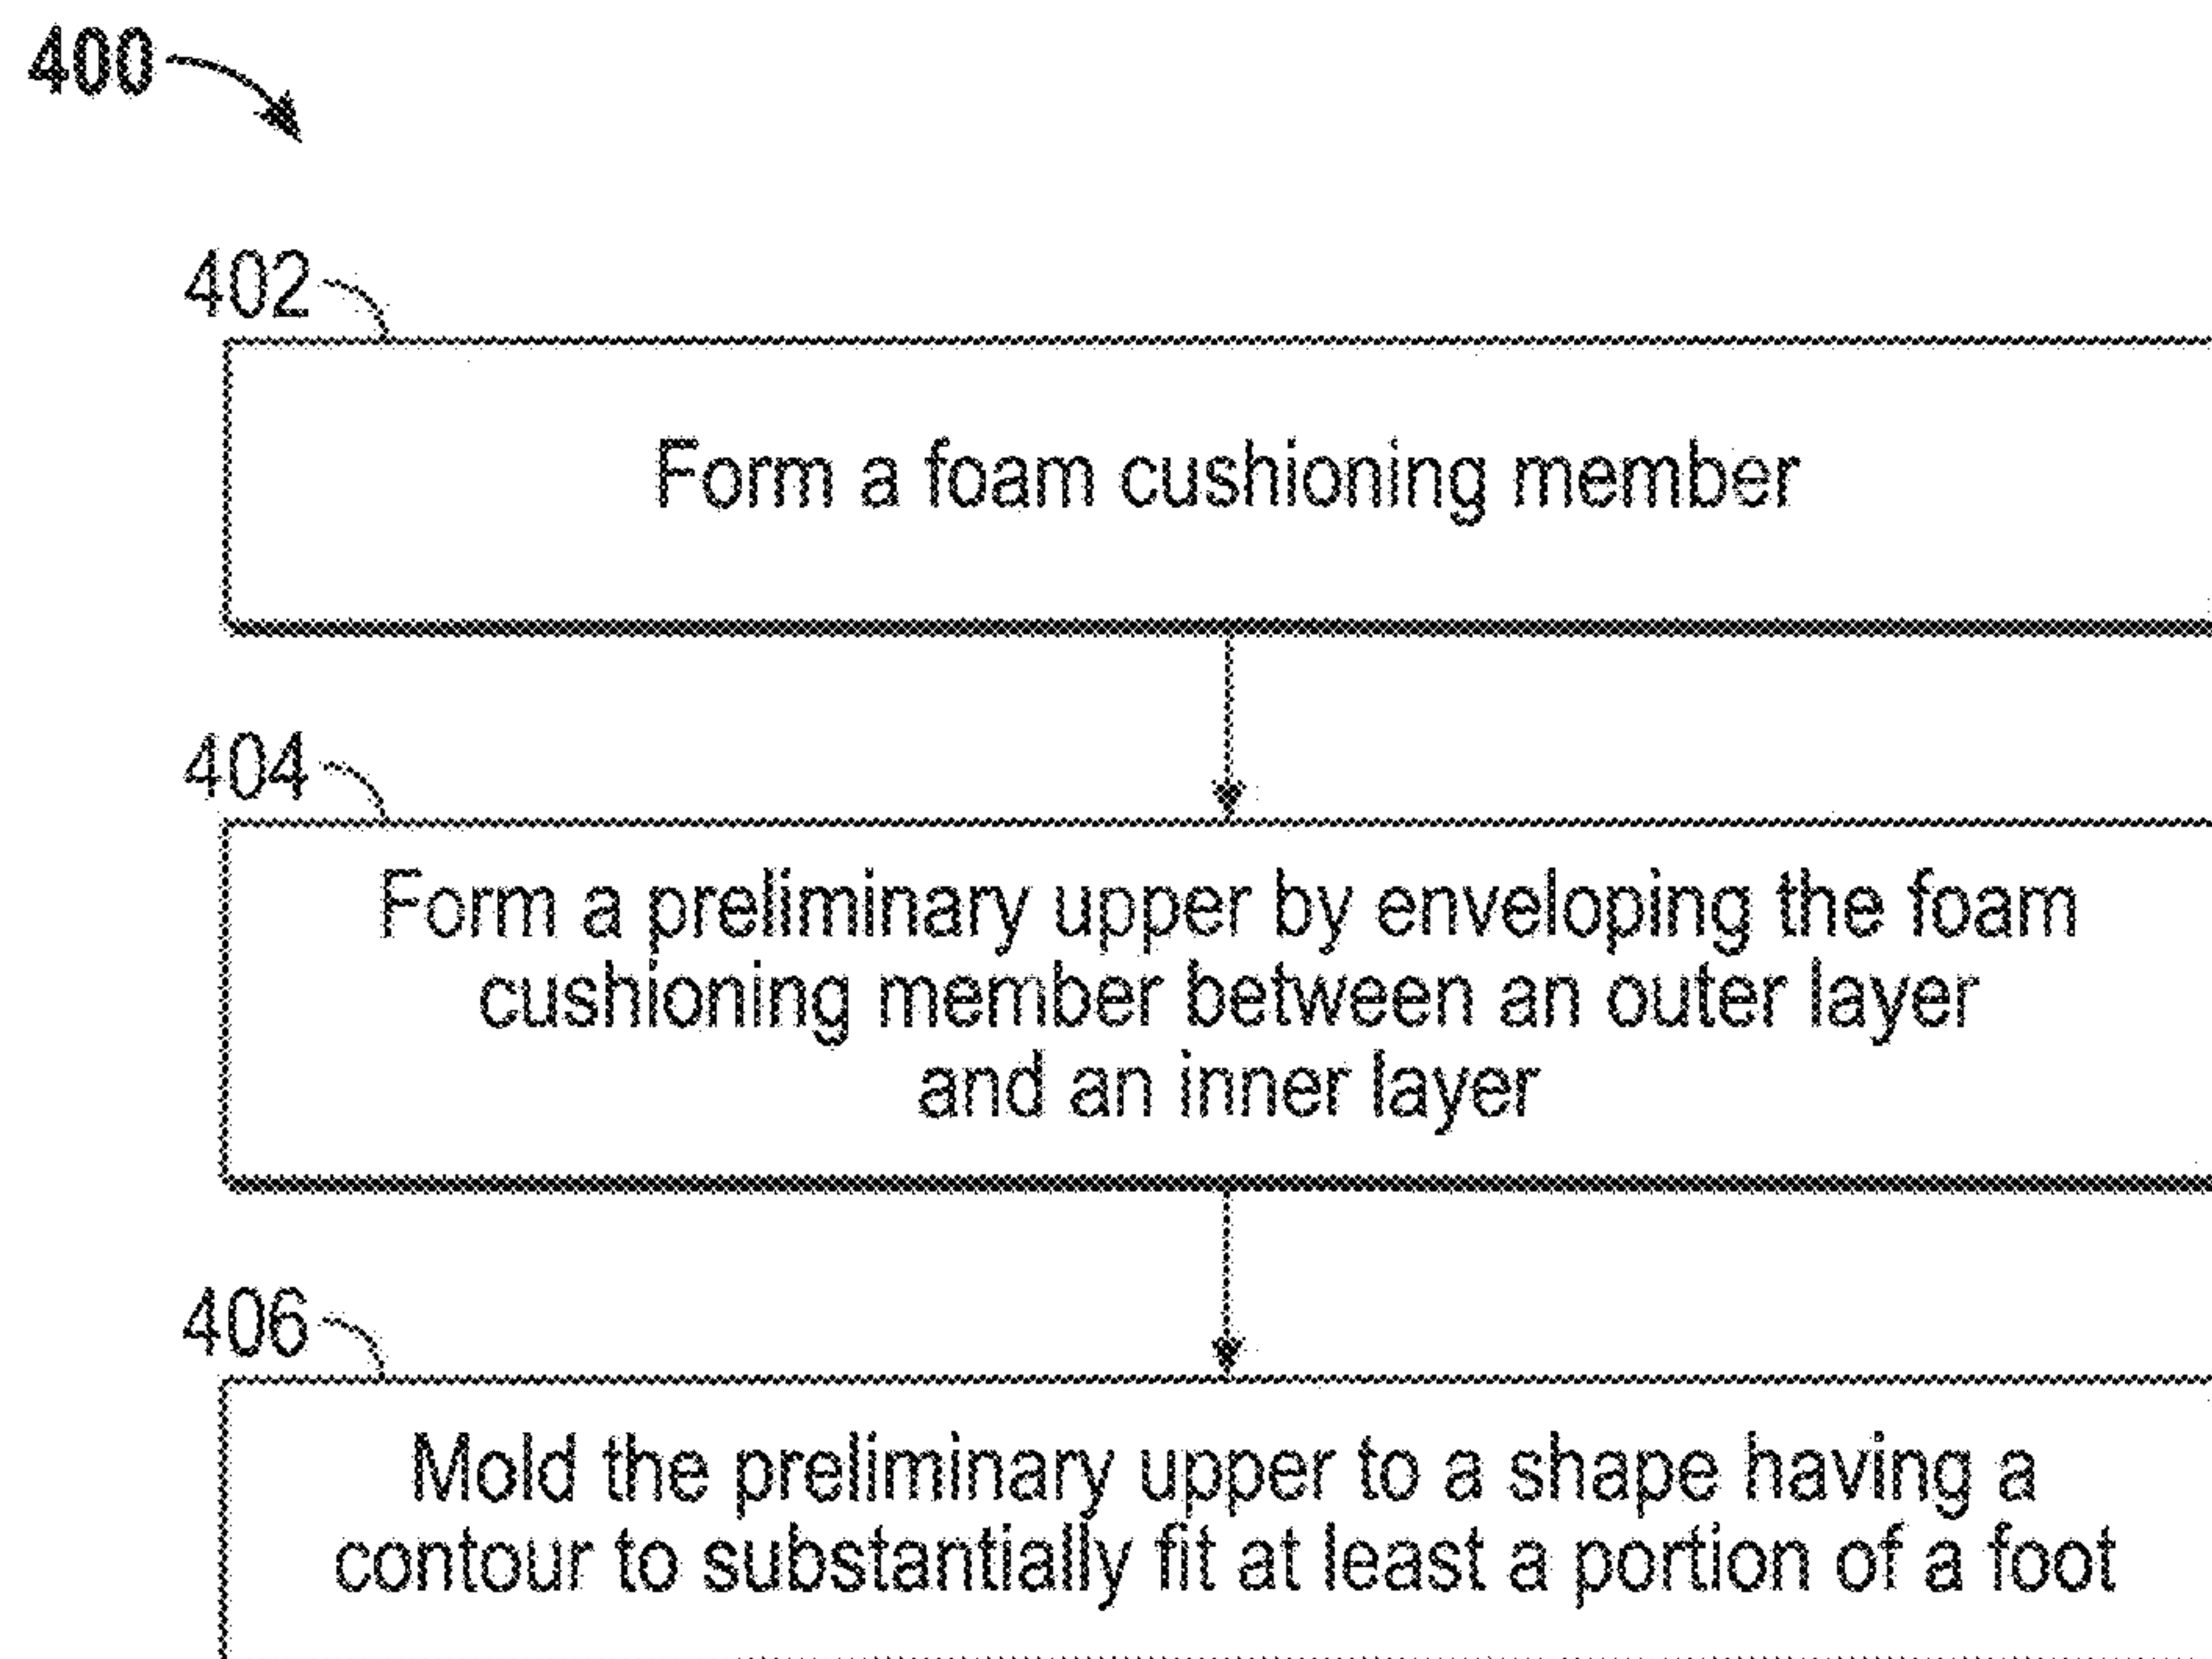 400
402
Form a foam cushioning member
404
Form a preliminary upper by enveloping the foam
cushioning member between an outer layer
and an inner layer
406
Mold the preliminary upper to a shape having a
contour to substantially fit at least a portion of a foot